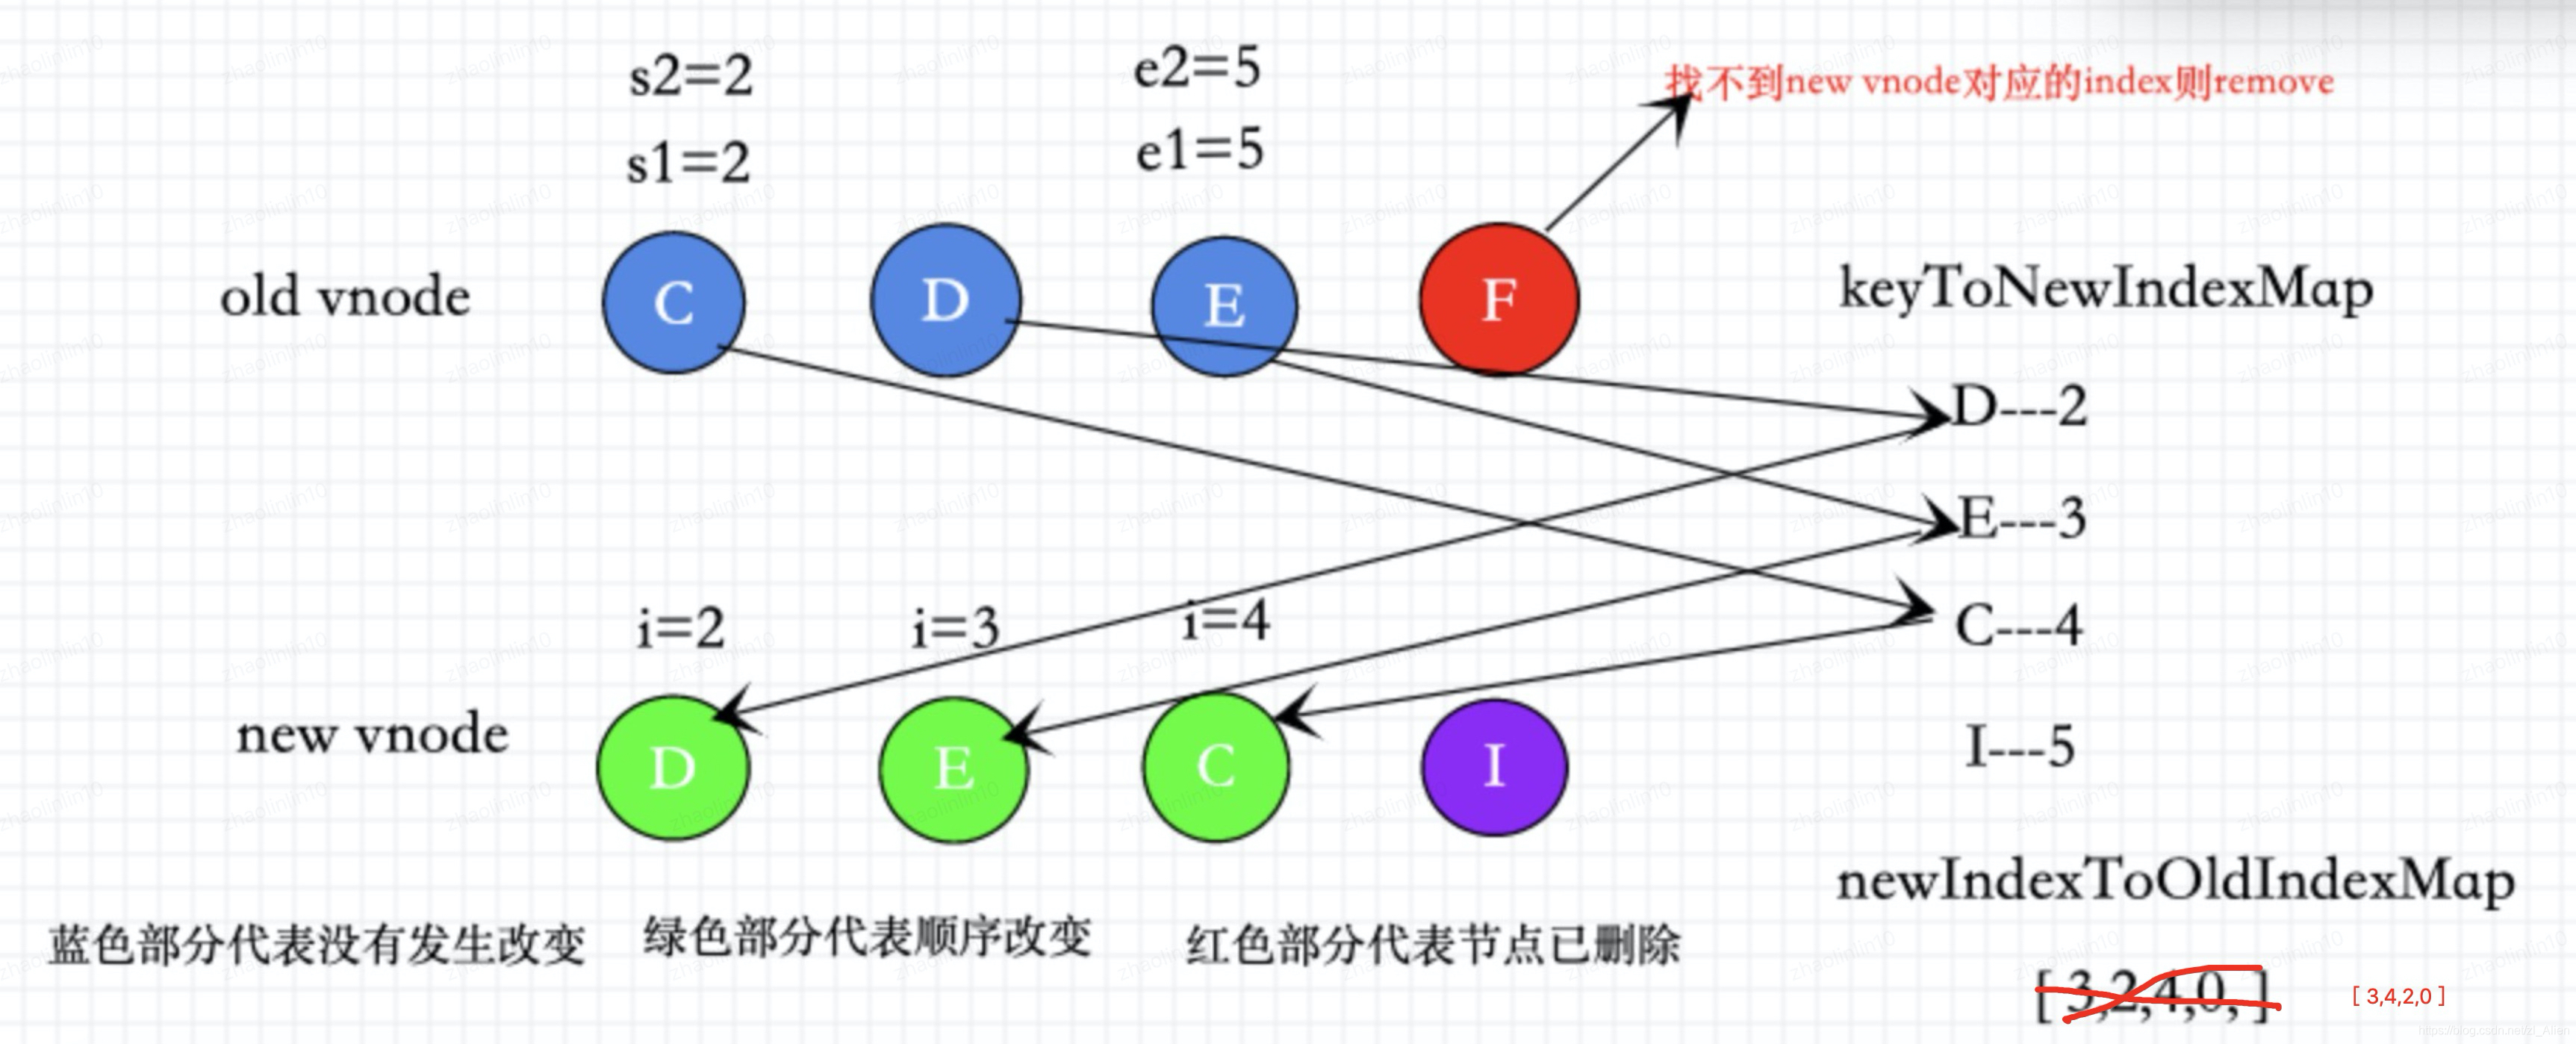 s2=2
e2=5
找不到new vnode对应的index则remove
s1=2
e1=5
old vnode
C
D
E
F
keyToNewIndexMap
D---2
E---3
C---4
I---5
i=2
i=3
i=4
new vnode
D
E
C
I
newIndexToOldIndexMap
蓝色部分代表没有发生改变
绿色部分代表顺序改变
红色部分代表节点已删除
[ 3,2,4,0, ]
[ 3,4,2,0 ]
zhaolinlin10